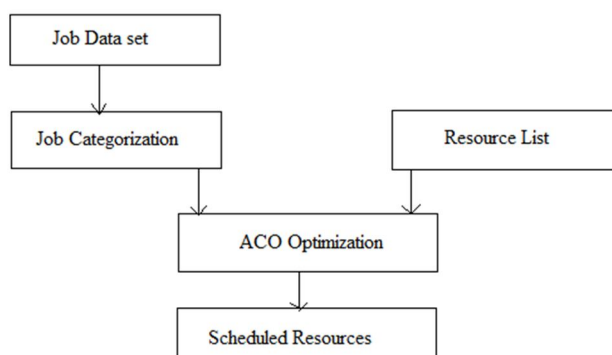 Job Data set
Job Categorization
Resource List
ACO Optimization
Scheduled Resources